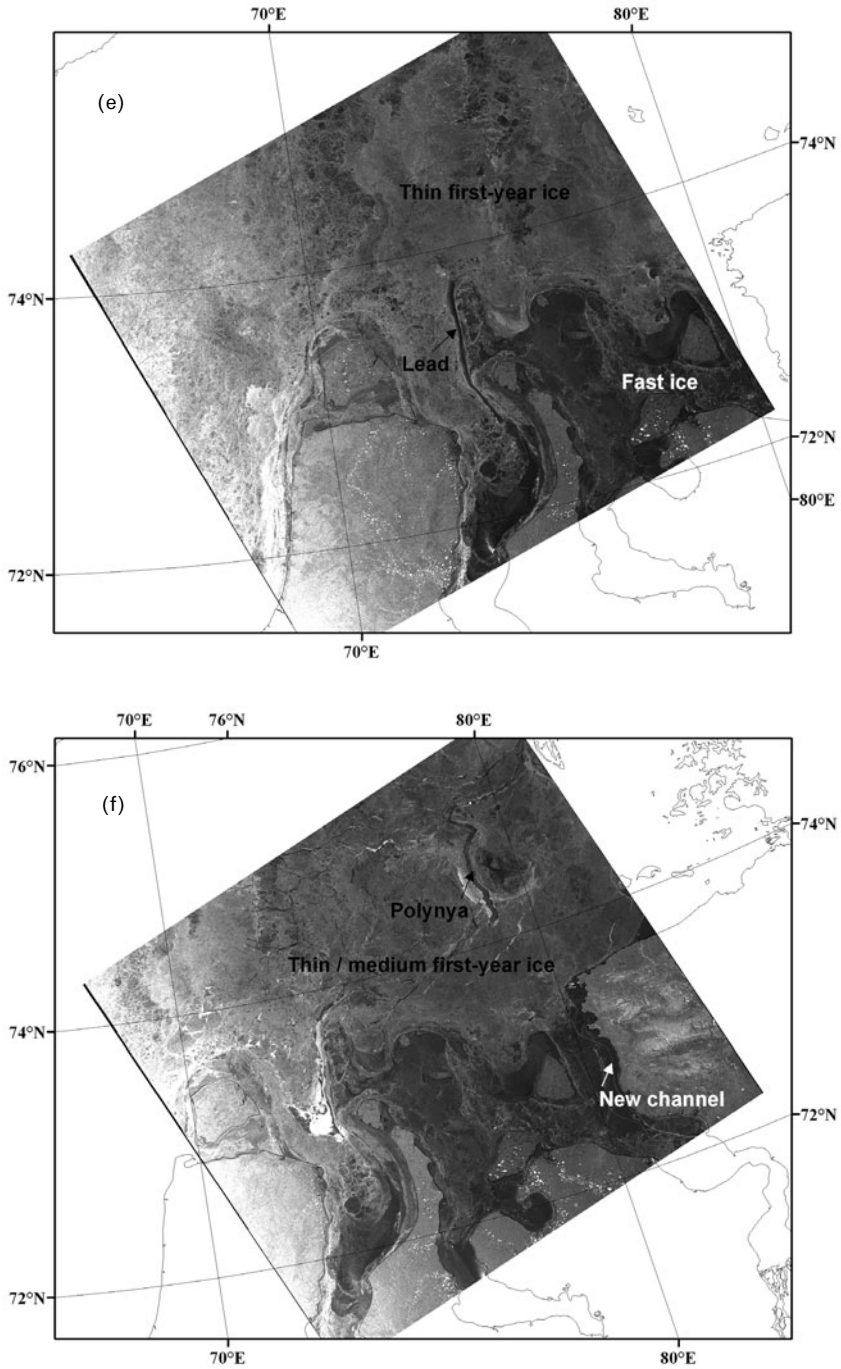 70°E 80°E
(e)
74°N
Thin first-year ice
74°N
Lead
Fast ice
72°N
80°E
72°N
70°E
70°E 76°N 80°E
76°N
(f)
74°N
Polynya
Thin / medium first-year ice
74°N
New channel
72°N
72°N
70°E 80°E